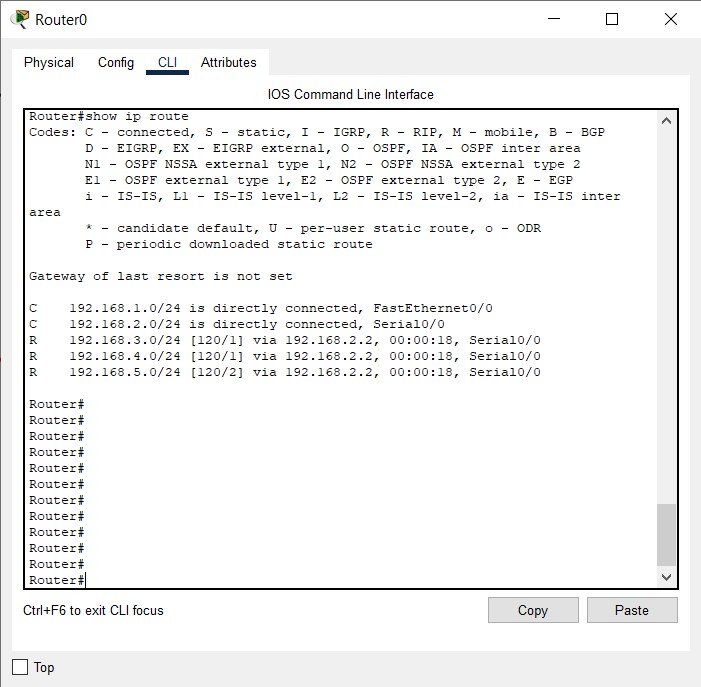 Router0
Physical Config CLI Attributes
IOS Command Line Interface
Router#show ip route
Codes: C - connected, S - static, I - IGRP, R - RIP, M - mobile, B - BGP
       D - EIGRP, EX - EIGRP external, O - OSPF, IA - OSPF inter area
       N1 - OSPF NSSA external type 1, N2 - OSPF NSSA external type 2
       E1 - OSPF external type 1, E2 - OSPF external type 2, E - EGP
       i - IS-IS, L1 - IS-IS level-1, L2 - IS-IS level-2, ia - IS-IS inter
area
       * - candidate default, U - per-user static route, o - ODR
       P - periodic downloaded static route
Gateway of last resort is not set
C    192.168.1.0/24 is directly connected, FastEthernet0/0
C    192.168.2.0/24 is directly connected, Serial0/0
R    192.168.3.0/24 [120/1] via 192.168.2.2, 00:00:18, Serial0/0
R    192.168.4.0/24 [120/1] via 192.168.2.2, 00:00:18, Serial0/0
R    192.168.5.0/24 [120/2] via 192.168.2.2, 00:00:18, Serial0/0
Router#
Router#
Router#
Router#
Router#
Router#
Router#
Router#
Router#
Router#
Router#
Router#
Ctrl+F6 to exit CLI focus
Copy Paste
Top